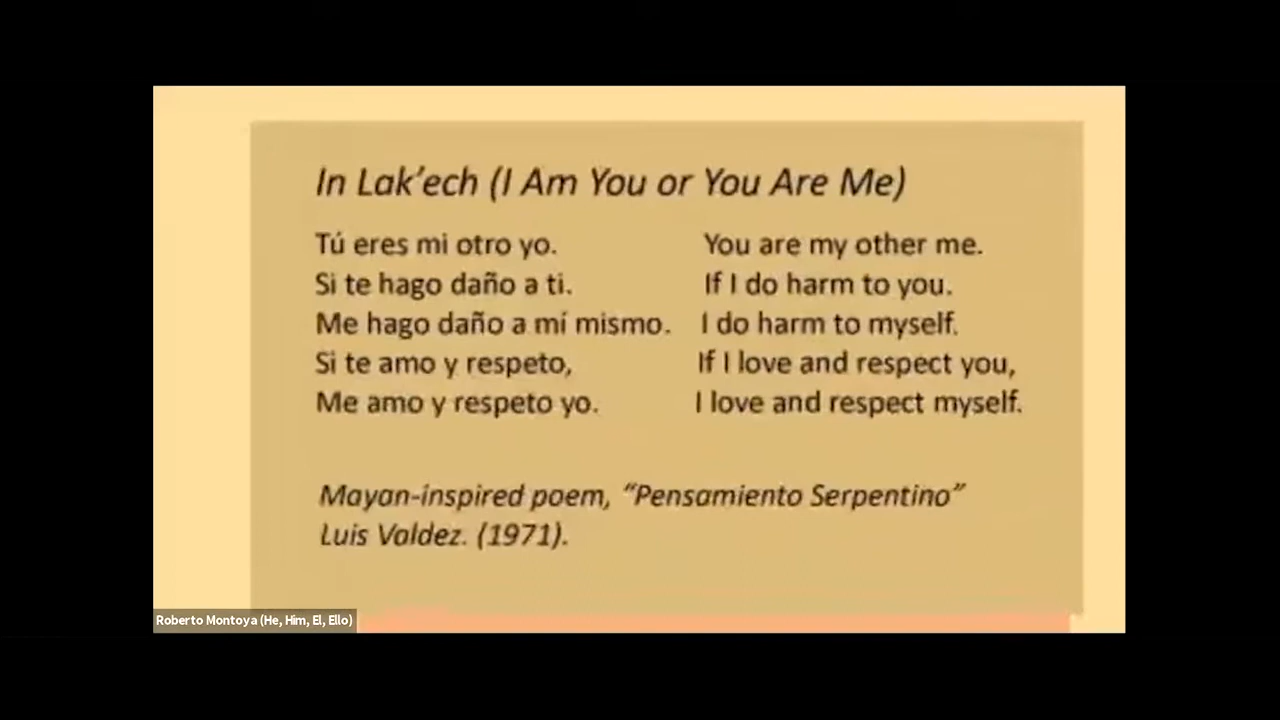 In Lak’ech (I Am You or You Are Me)
Tú eres mi otro yo. You are my other me.
Si te hago daño a ti. If I do harm to you.
Me hago daño a mí mismo. I do harm to myself.
Si te amo y respeto, If I love and respect you,
Me amo y respeto yo. I love and respect myself.
Mayan-inspired poem, “Pensamiento Serpentino”
Luis Valdez. (1971).
Roberto Montoya (He, Him, El, Ello)